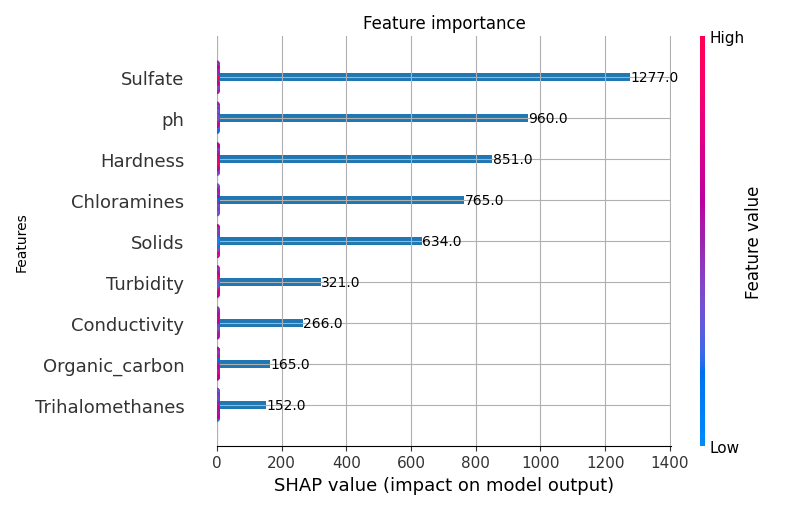 Feature importance
High
Sulfate
1277.0
ph
960.0
Hardness
851.0
Chloramines
765.0
Feature value
Features
Solids
634.0
Turbidity
321.0
Conductivity
266.0
Organic_carbon
165.0
Trihalomethanes
152.0
Low
0 200 400 600 800 1000 1200 1400
SHAP value (impact on model output)